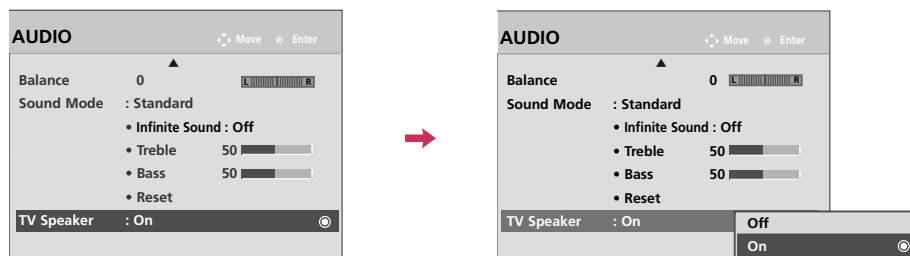 AUDIO
Move Enter
Balance 0 L R
Sound Mode : Standard
• Infinite Sound : Off
• Treble 50
• Bass 50
• Reset
TV Speaker : On
AUDIO
Move Enter
Balance 0 L R
Sound Mode : Standard
• Infinite Sound : Off
• Treble 50
• Bass 50
• Reset
TV Speaker : On
Off
On